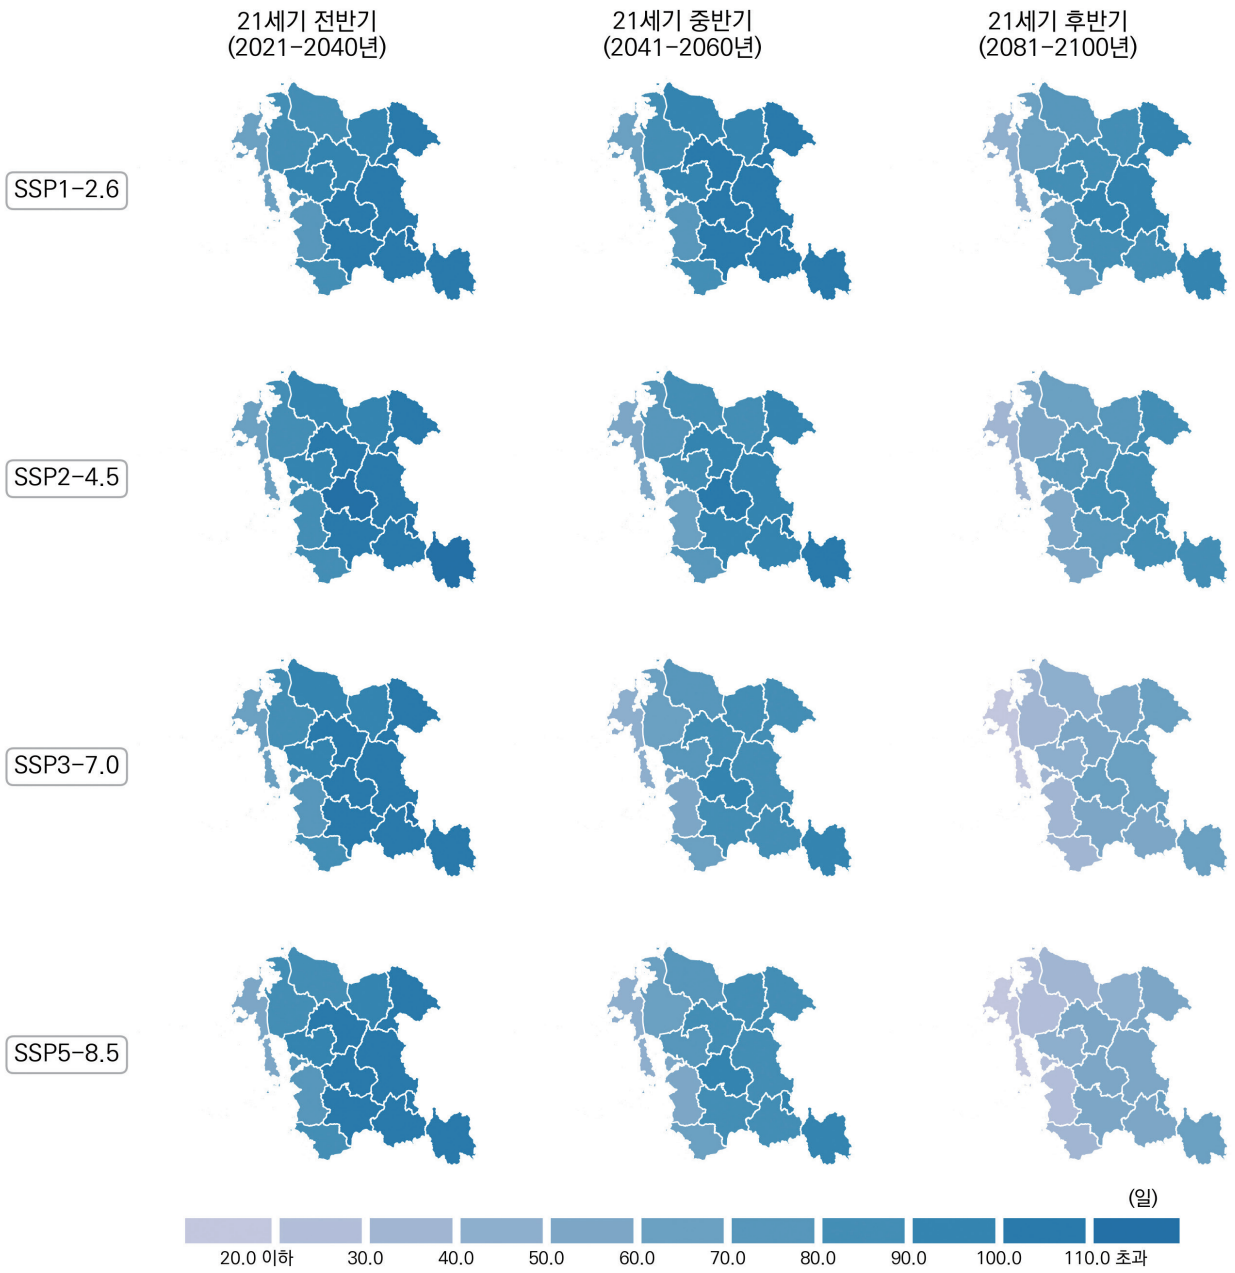 21세기 전반기
(2021-2040년)
21세기 중반기
(2041-2060년)
21세기 후반기
(2081-2100년)
SSP1-2.6
SSP2-4.5
SSP3-7.0
SSP5-8.5
(일)
20.0 이하 30.0 40.0 50.0 60.0 70.0 80.0 90.0 100.0 110.0 초과